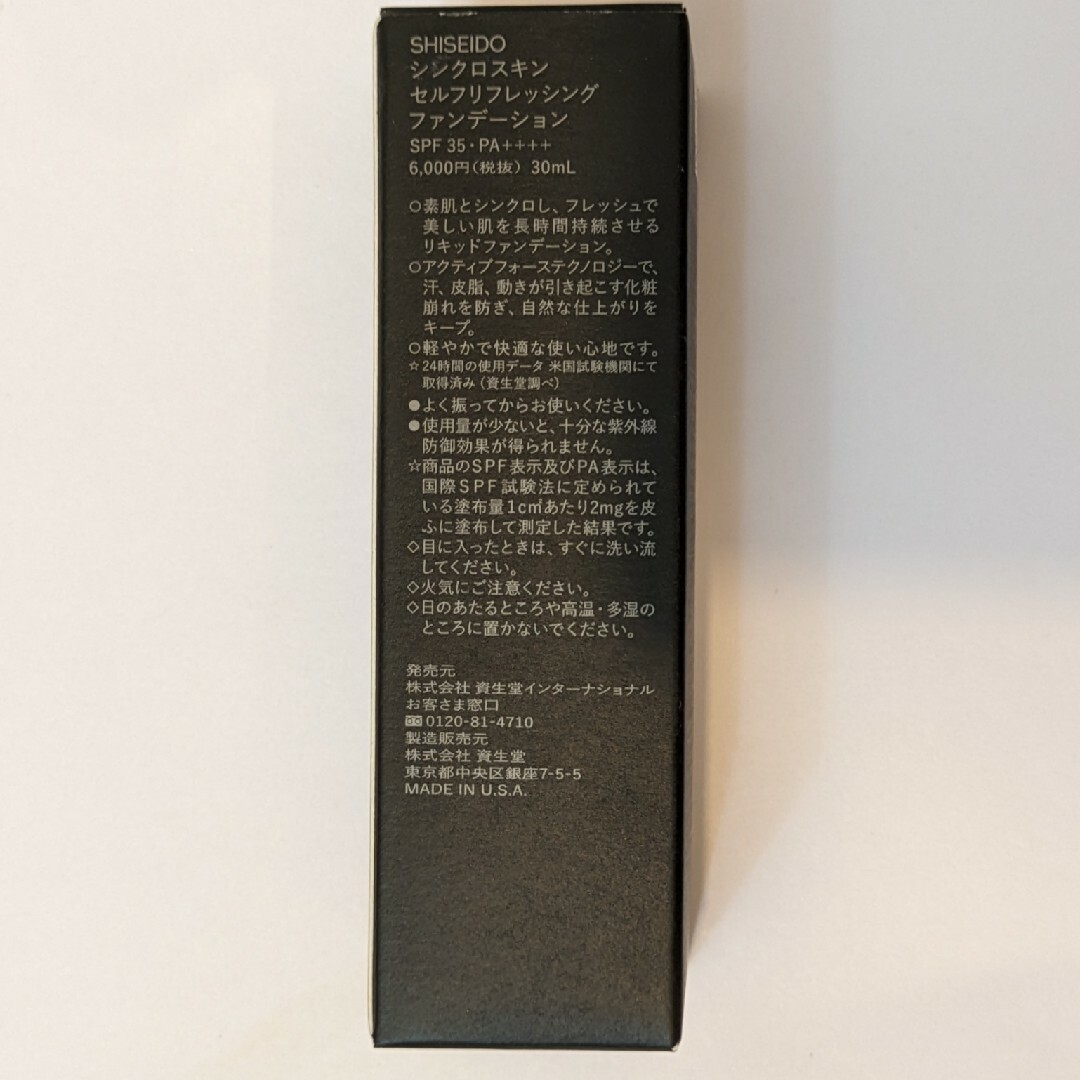 SHISEIDO
シンクロスキン
セルフリフレッシング
ファンデーション
SPF 35・PA++++
6,000円(税抜) 30mL
○素肌とシンクロし、フレッシュで
美しい肌を長時間持続させる
リキッドファンデーション。
○アクティブフォーステクノロジーで、
汗、皮脂、動きが引き起こす化粧
崩れを防ぎ、自然な仕上がりを
キープ。
○軽やかで快適な使い心地です。
☆24時間の使用データ 米国試験機関にて
取得済み(資生堂調べ)
●よく振ってからお使いください。
●使用量が少ないと、十分な紫外線
防御効果が得られません。
☆商品のSPF表示及びPA表示は、
国際SPF試験法に定められて
いる塗布量1c㎡あたり2mgを皮
ふに塗布して測定した結果です。
◇目に入ったときは、すぐに洗い流
してください。
◇火気にご注意ください。
◇日のあたるところや高温・多湿の
ところに置かないでください。
発売元
株式会社 資生堂インターナショナル
お客さま窓口
0120-81-4710
製造販売元
株式会社 資生堂
東京都中央区銀座7-5-5
MADE IN U.S.A.